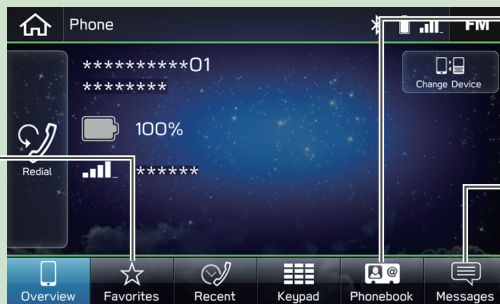 Phone
FM
**********01
********
100%
******
Change Device
Redial
Overview
Favorites
Recent
Keypad
Phonebook
Messages